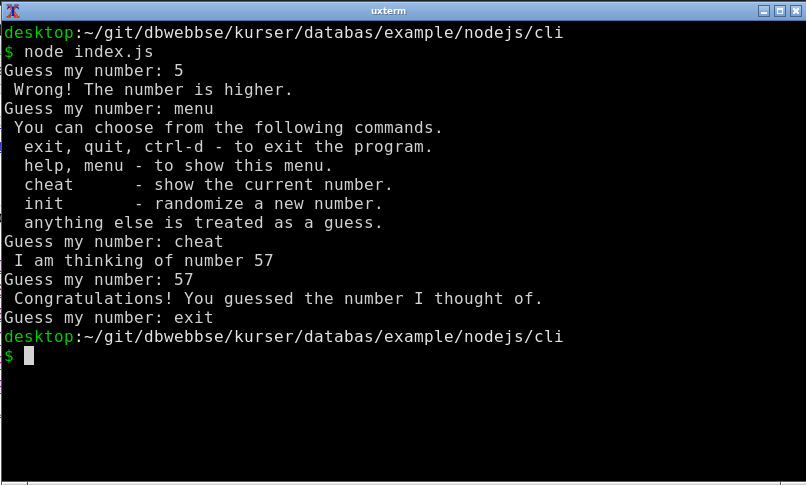 uxterm
desktop:~/git/dbwebbse/kurser/databas/example/nodejs/cli
$ node index.js
Guess my number: 5
 Wrong! The number is higher.
Guess my number: menu
 You can choose from the following commands.
  exit, quit, ctrl-d - to exit the program.
  help, menu - to show this menu.
  cheat      - show the current number.
  init       - randomize a new number.
  anything else is treated as a guess.
Guess my number: cheat
 I am thinking of number 57
Guess my number: 57
 Congratulations! You guessed the number I thought of.
Guess my number: exit
desktop:~/git/dbwebbse/kurser/databas/example/nodejs/cli
$